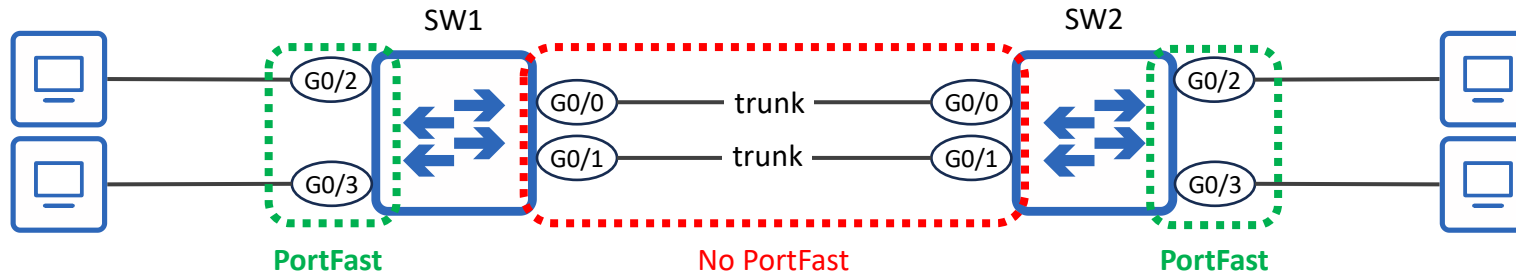 SW1
SW2
G0/2
G0/0
trunk
G0/0
G0/2
G0/1
trunk
G0/1
G0/3
G0/3
PortFast
No PortFast
PortFast